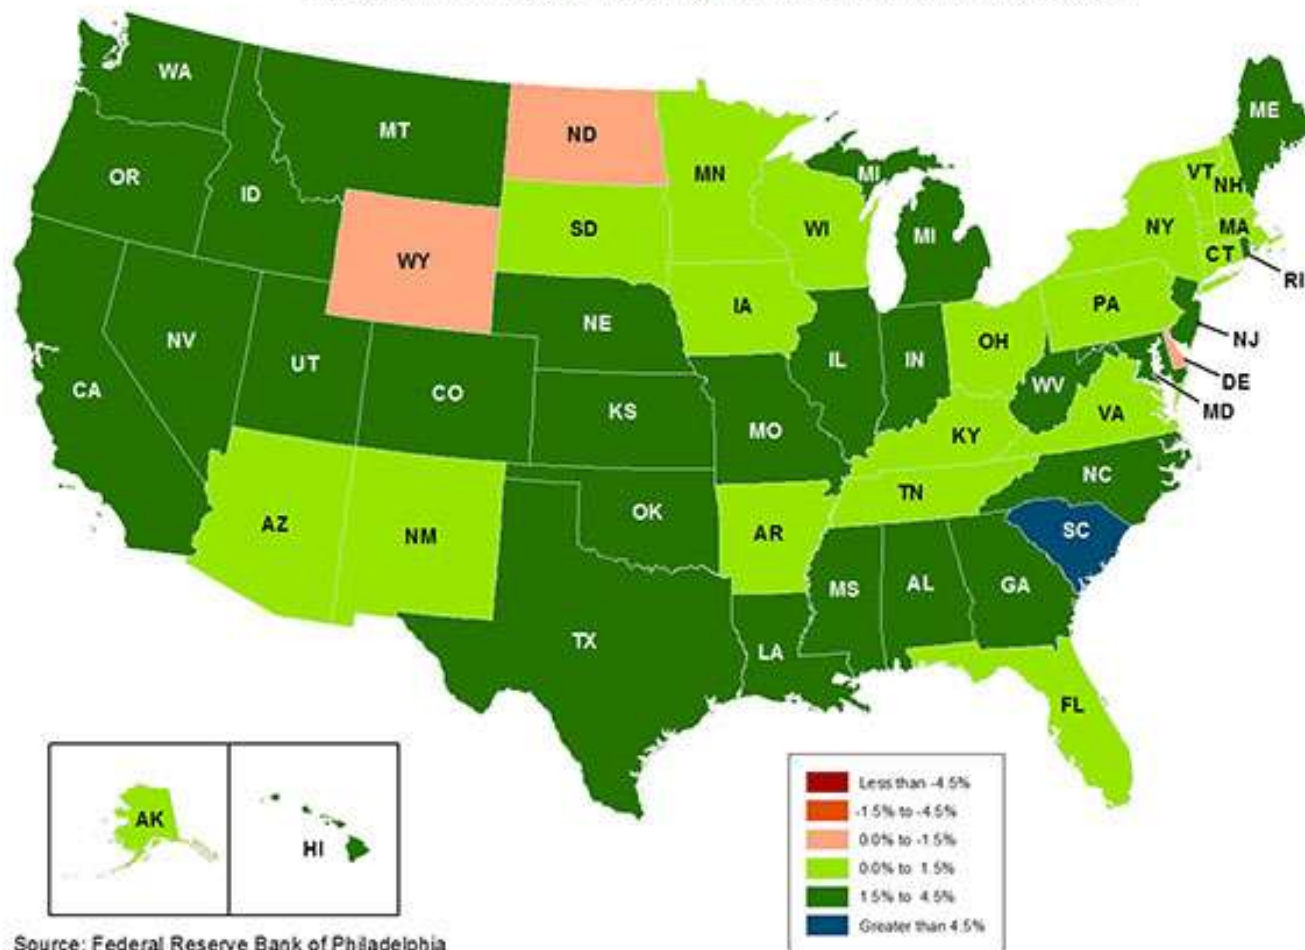 WA
MT
ND
ME
OR
ID
MN
MI
VT
NH
SD
WI
MI
NY
MA
WY
CT
RI
IA
PA
NE
NV
OH
NJ
UT
IL
IN
CA
CO
WV
DE
KS
VA
MD
MO
KY
NC
TN
OK
AZ
NM
AR
SC
MS
AL
GA
TX
LA
FL
AK
HI
Less than -4.5%
-1.5% to -4.5%
0.0% to -1.5%
0.0% to 1.5%
1.5% to 4.5%
Greater than 4.5%
Source: Federal Reserve Bank of Philadelphia